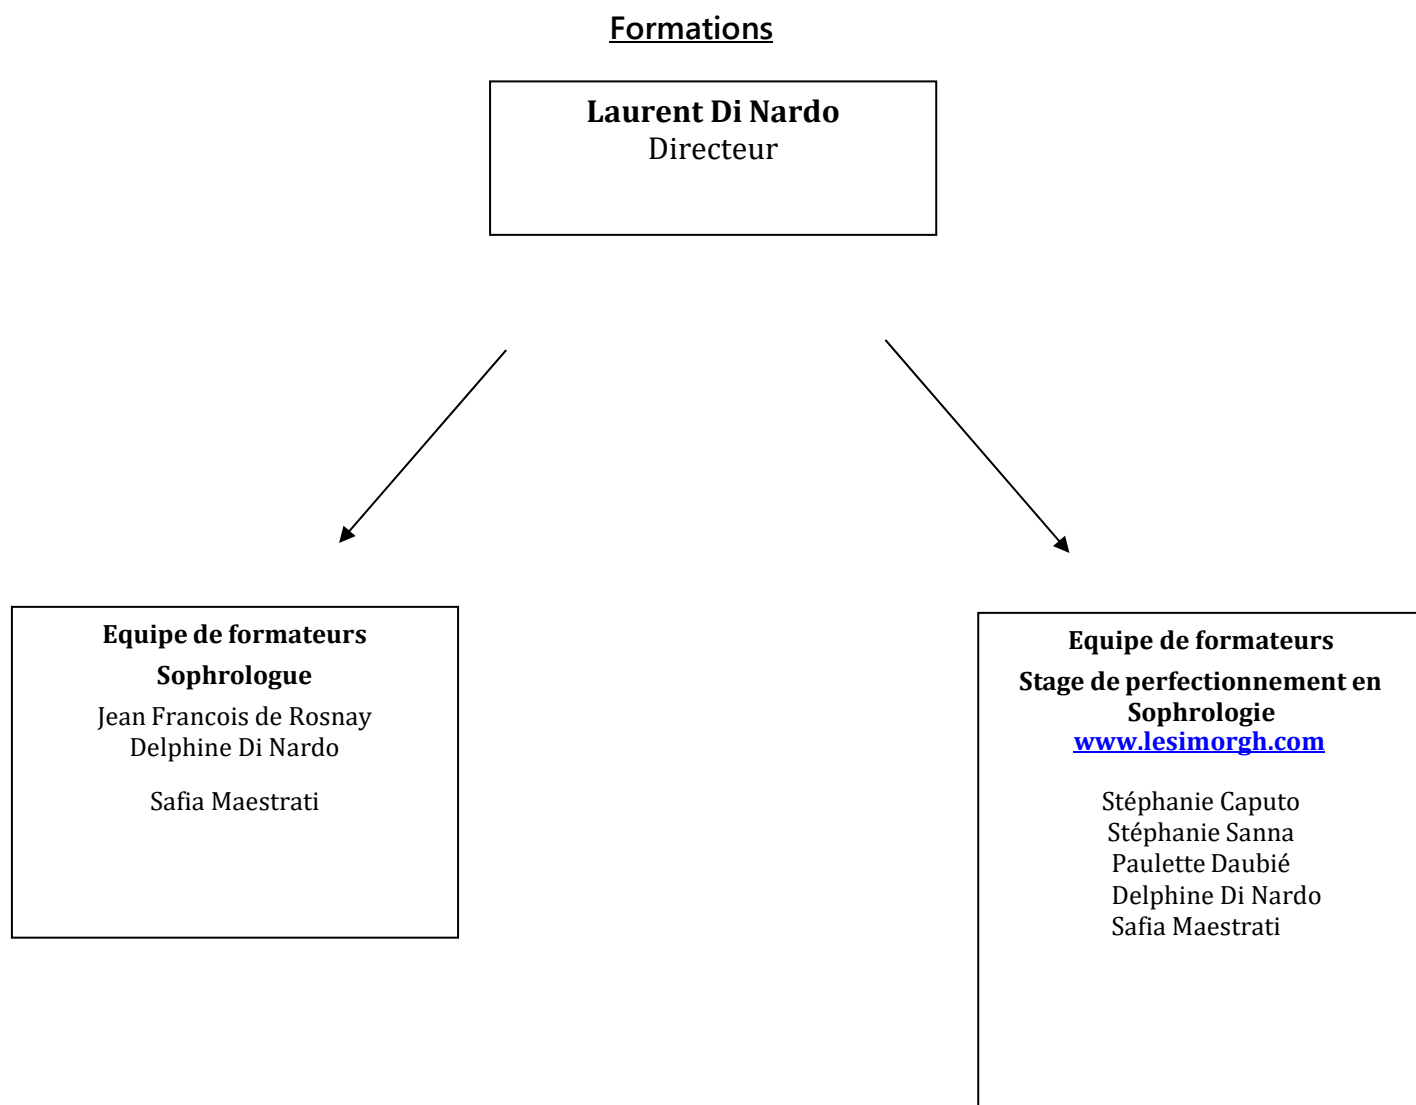 Formations
Laurent Di Nardo
Directeur
Equipe de formateurs
Sophrologue
Jean Francois de Rosnay
Delphine Di Nardo
Safia Maestrati
Equipe de formateurs
Stage de perfectionnement en
Sophrologie
www.lesimorgh.com
Stéphanie Caputo
Stéphanie Sanna
Paulette Daubié
Delphine Di Nardo
Safia Maestrati